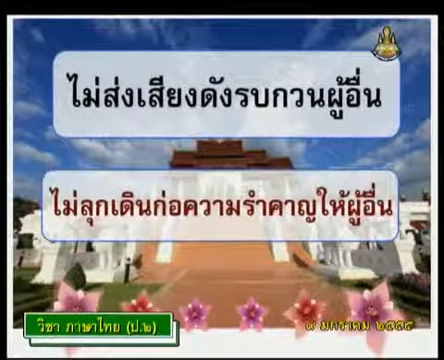 ไม่ส่งเสียงดังรบกวนผู้อื่น
ไม่ลุกเดินก่อความรำคาญให้ผู้อื่น
วิชา ภาษาไทย (ป.๒)
๙ มกราคม ๒๕๕๕